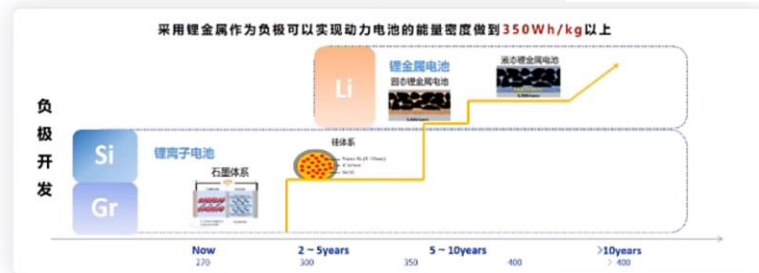 采用锂金属作为负极可以实现动力电池的能量密度做到350Wh/kg以上
负极开发
Li
锂金属电池
固态锂金属电池
液态锂金属电池
Si
Gr
锂离子电池
石墨体系
硅体系
Now
2~5years
5~10years
>10years
270
300
350
400
> 400